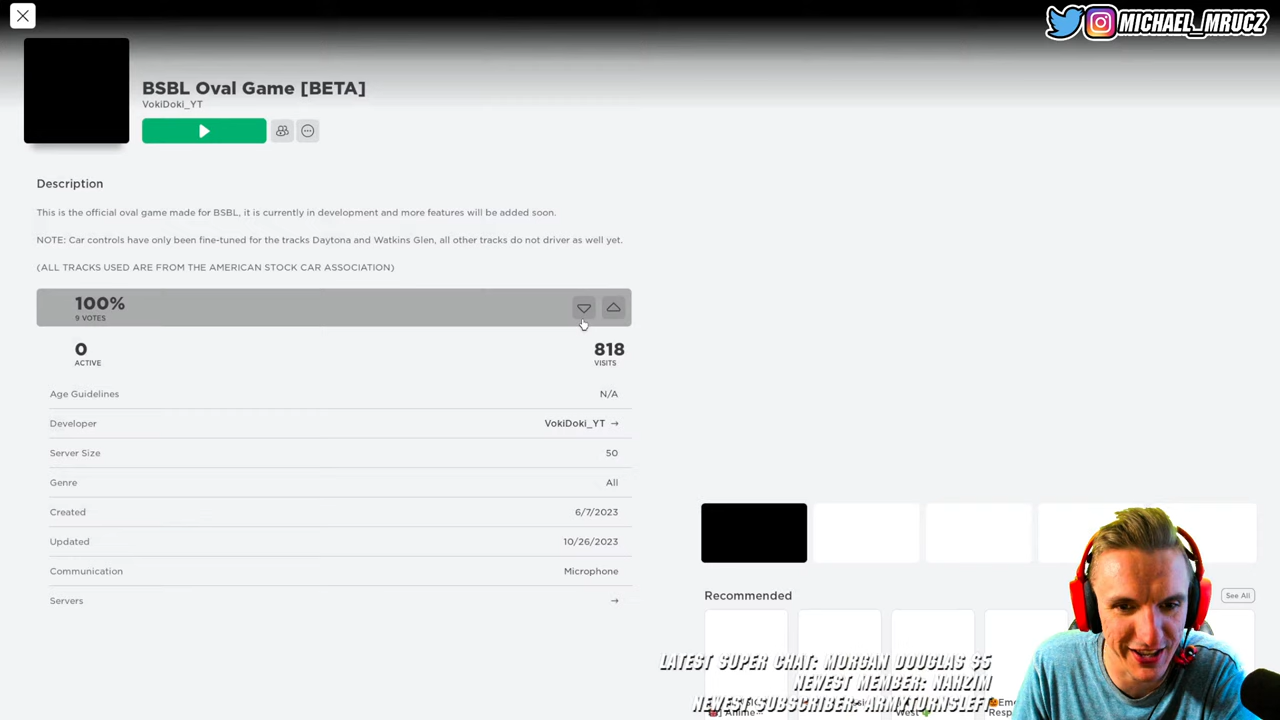 MICHAEL_MRUCZ
BSBL Oval Game [BETA]
VokiDoki_YT
Description
This is the official oval game made for BSBL, it is currently in development and more features will be added soon.
NOTE: Car controls have only been fine-tuned for the tracks Daytona and Watkins Glen, all other tracks do not driver as well yet.
(ALL TRACKS USED ARE FROM THE AMERICAN STOCK CAR ASSOCIATION)
100%
9 VOTES
0
ACTIVE
818
VISITS
Age Guidelines N/A
Developer VokiDoki_YT →
Server Size 50
Genre All
Created 6/7/2023
Updated 10/26/2023
Communication Microphone
Servers →
Recommended See All
LATEST SUPER CHAT: MORGAN DOUGLAS $5
NEWEST MEMBER: NAHZIM
NEWEST SUBSCRIBER: ARMYTURNSLEFT
Anime
West